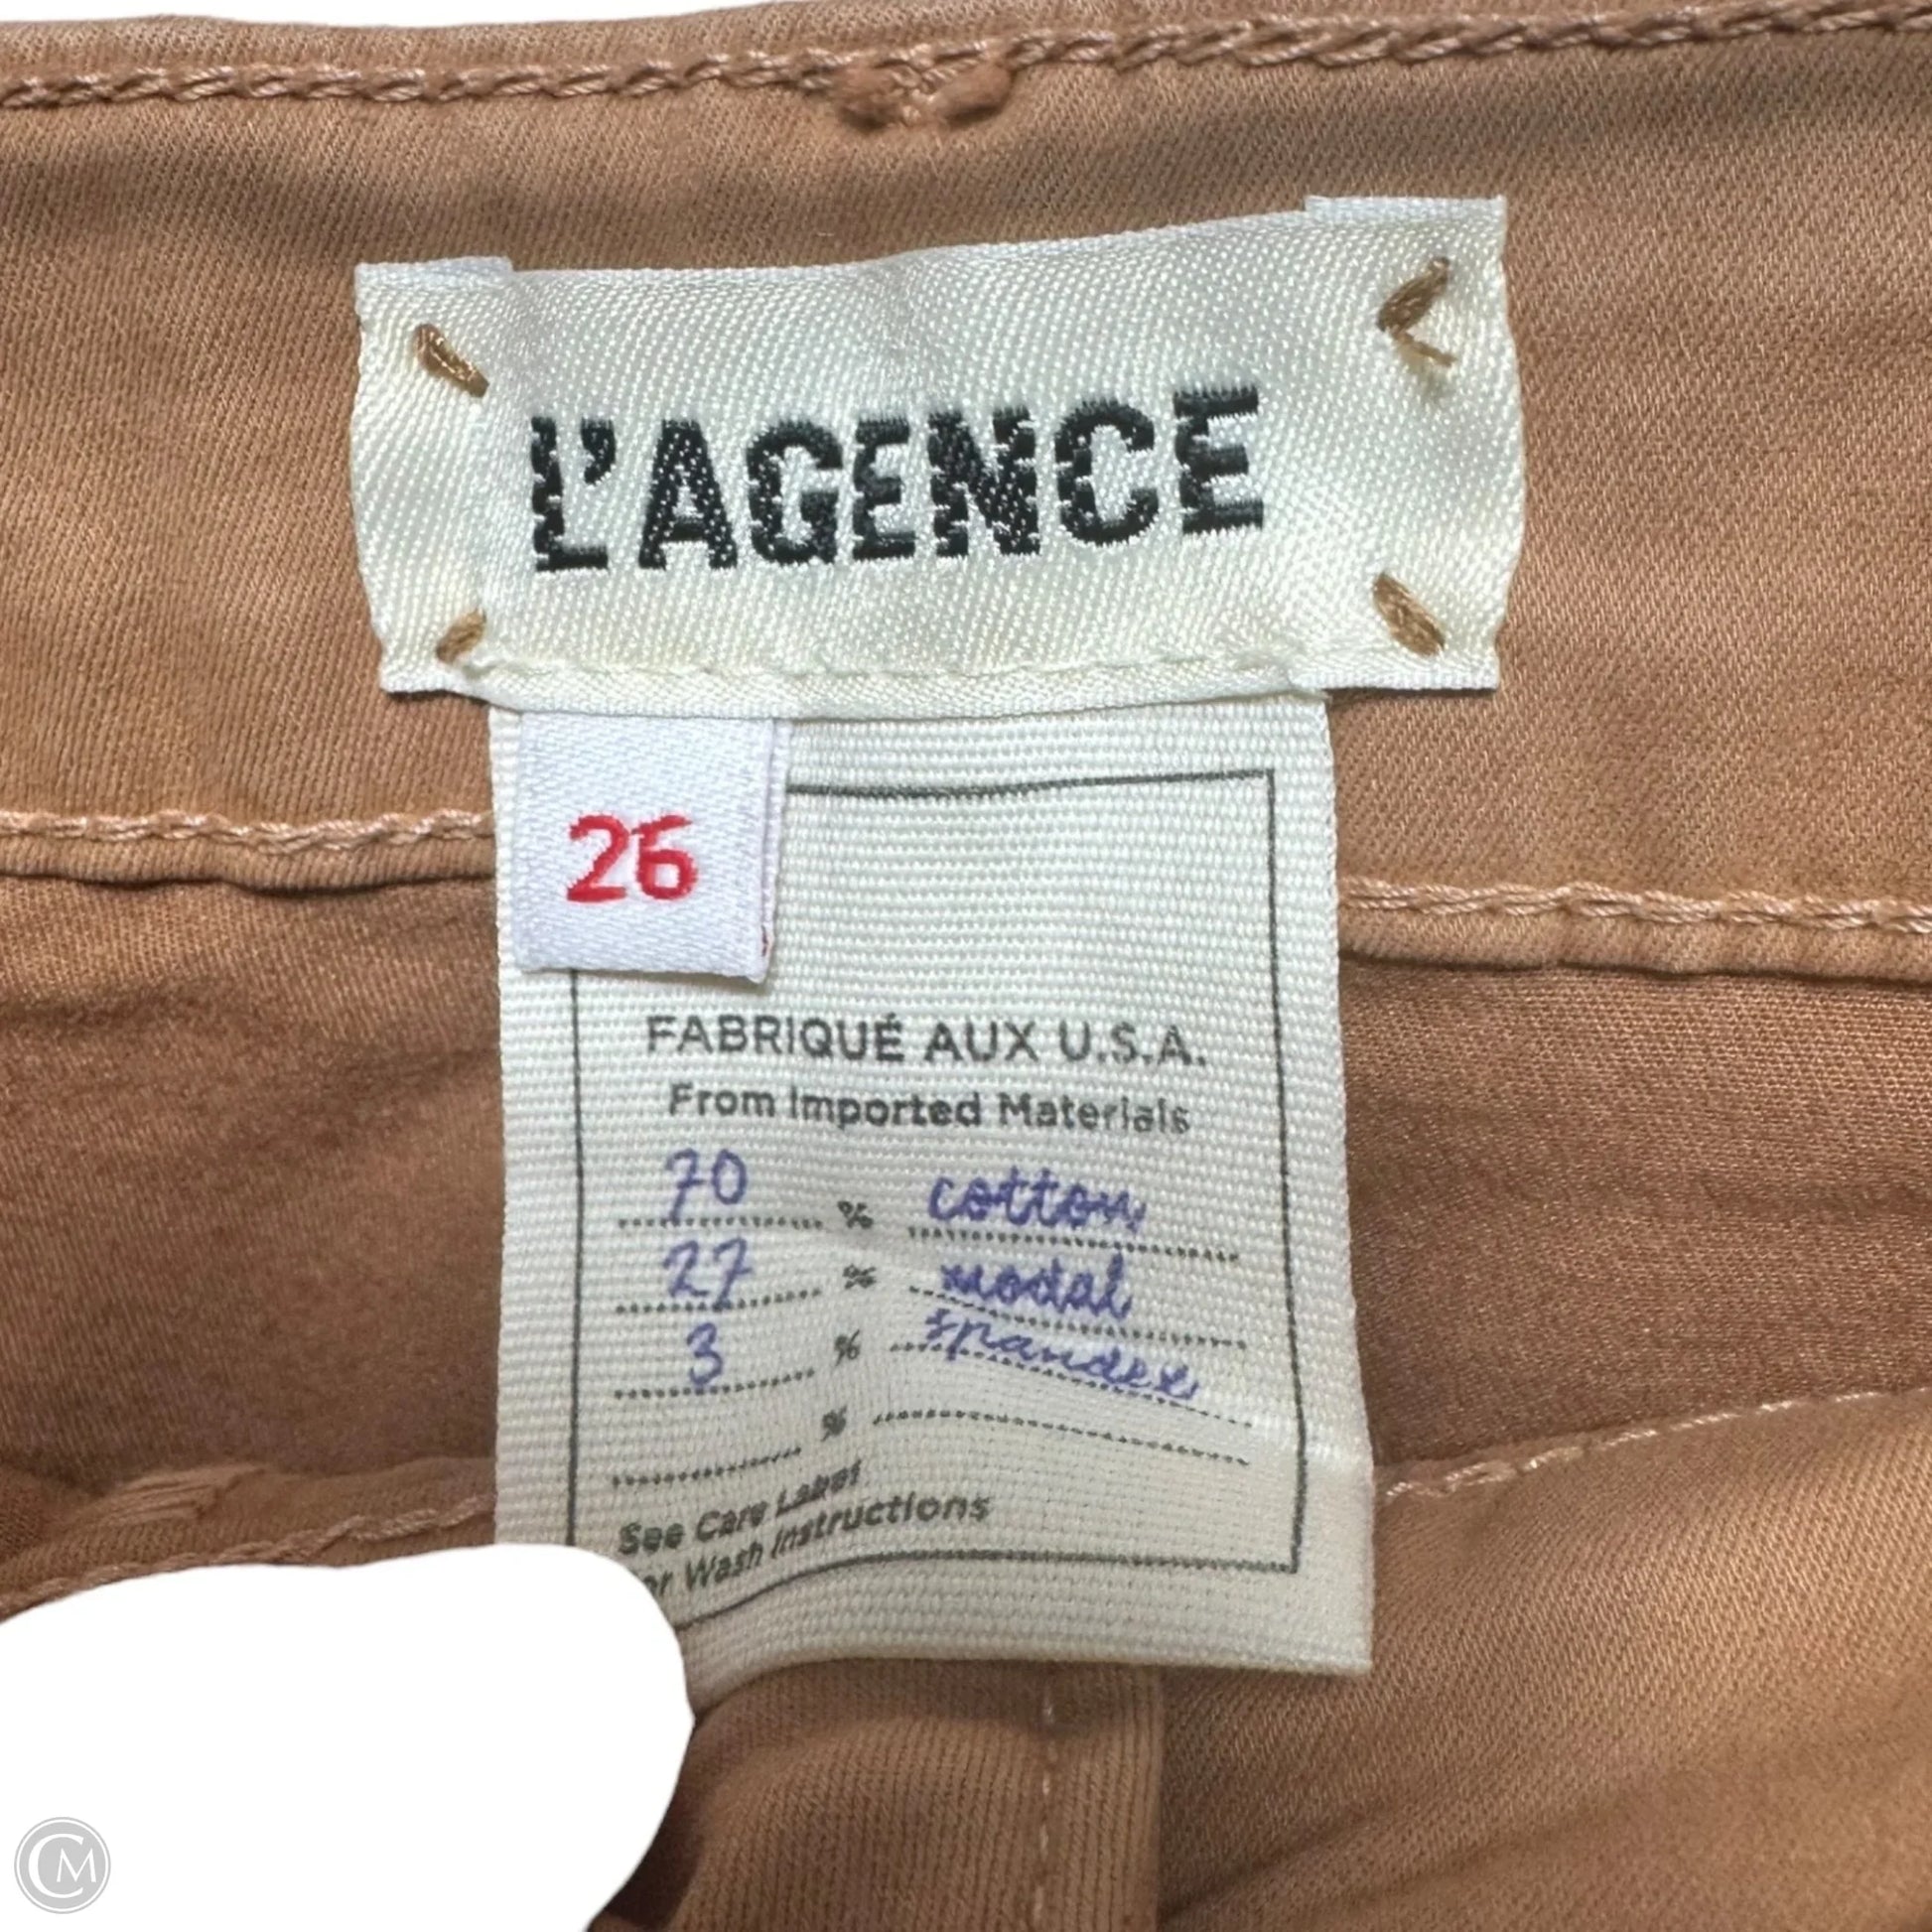 L'AGENCE
26
FABRIQUÉ AUX U.S.A.
From Imported Materials
70 % cotton
27 % modal
3 % spandex
%
See Care Label
or Wash Instructions
CM